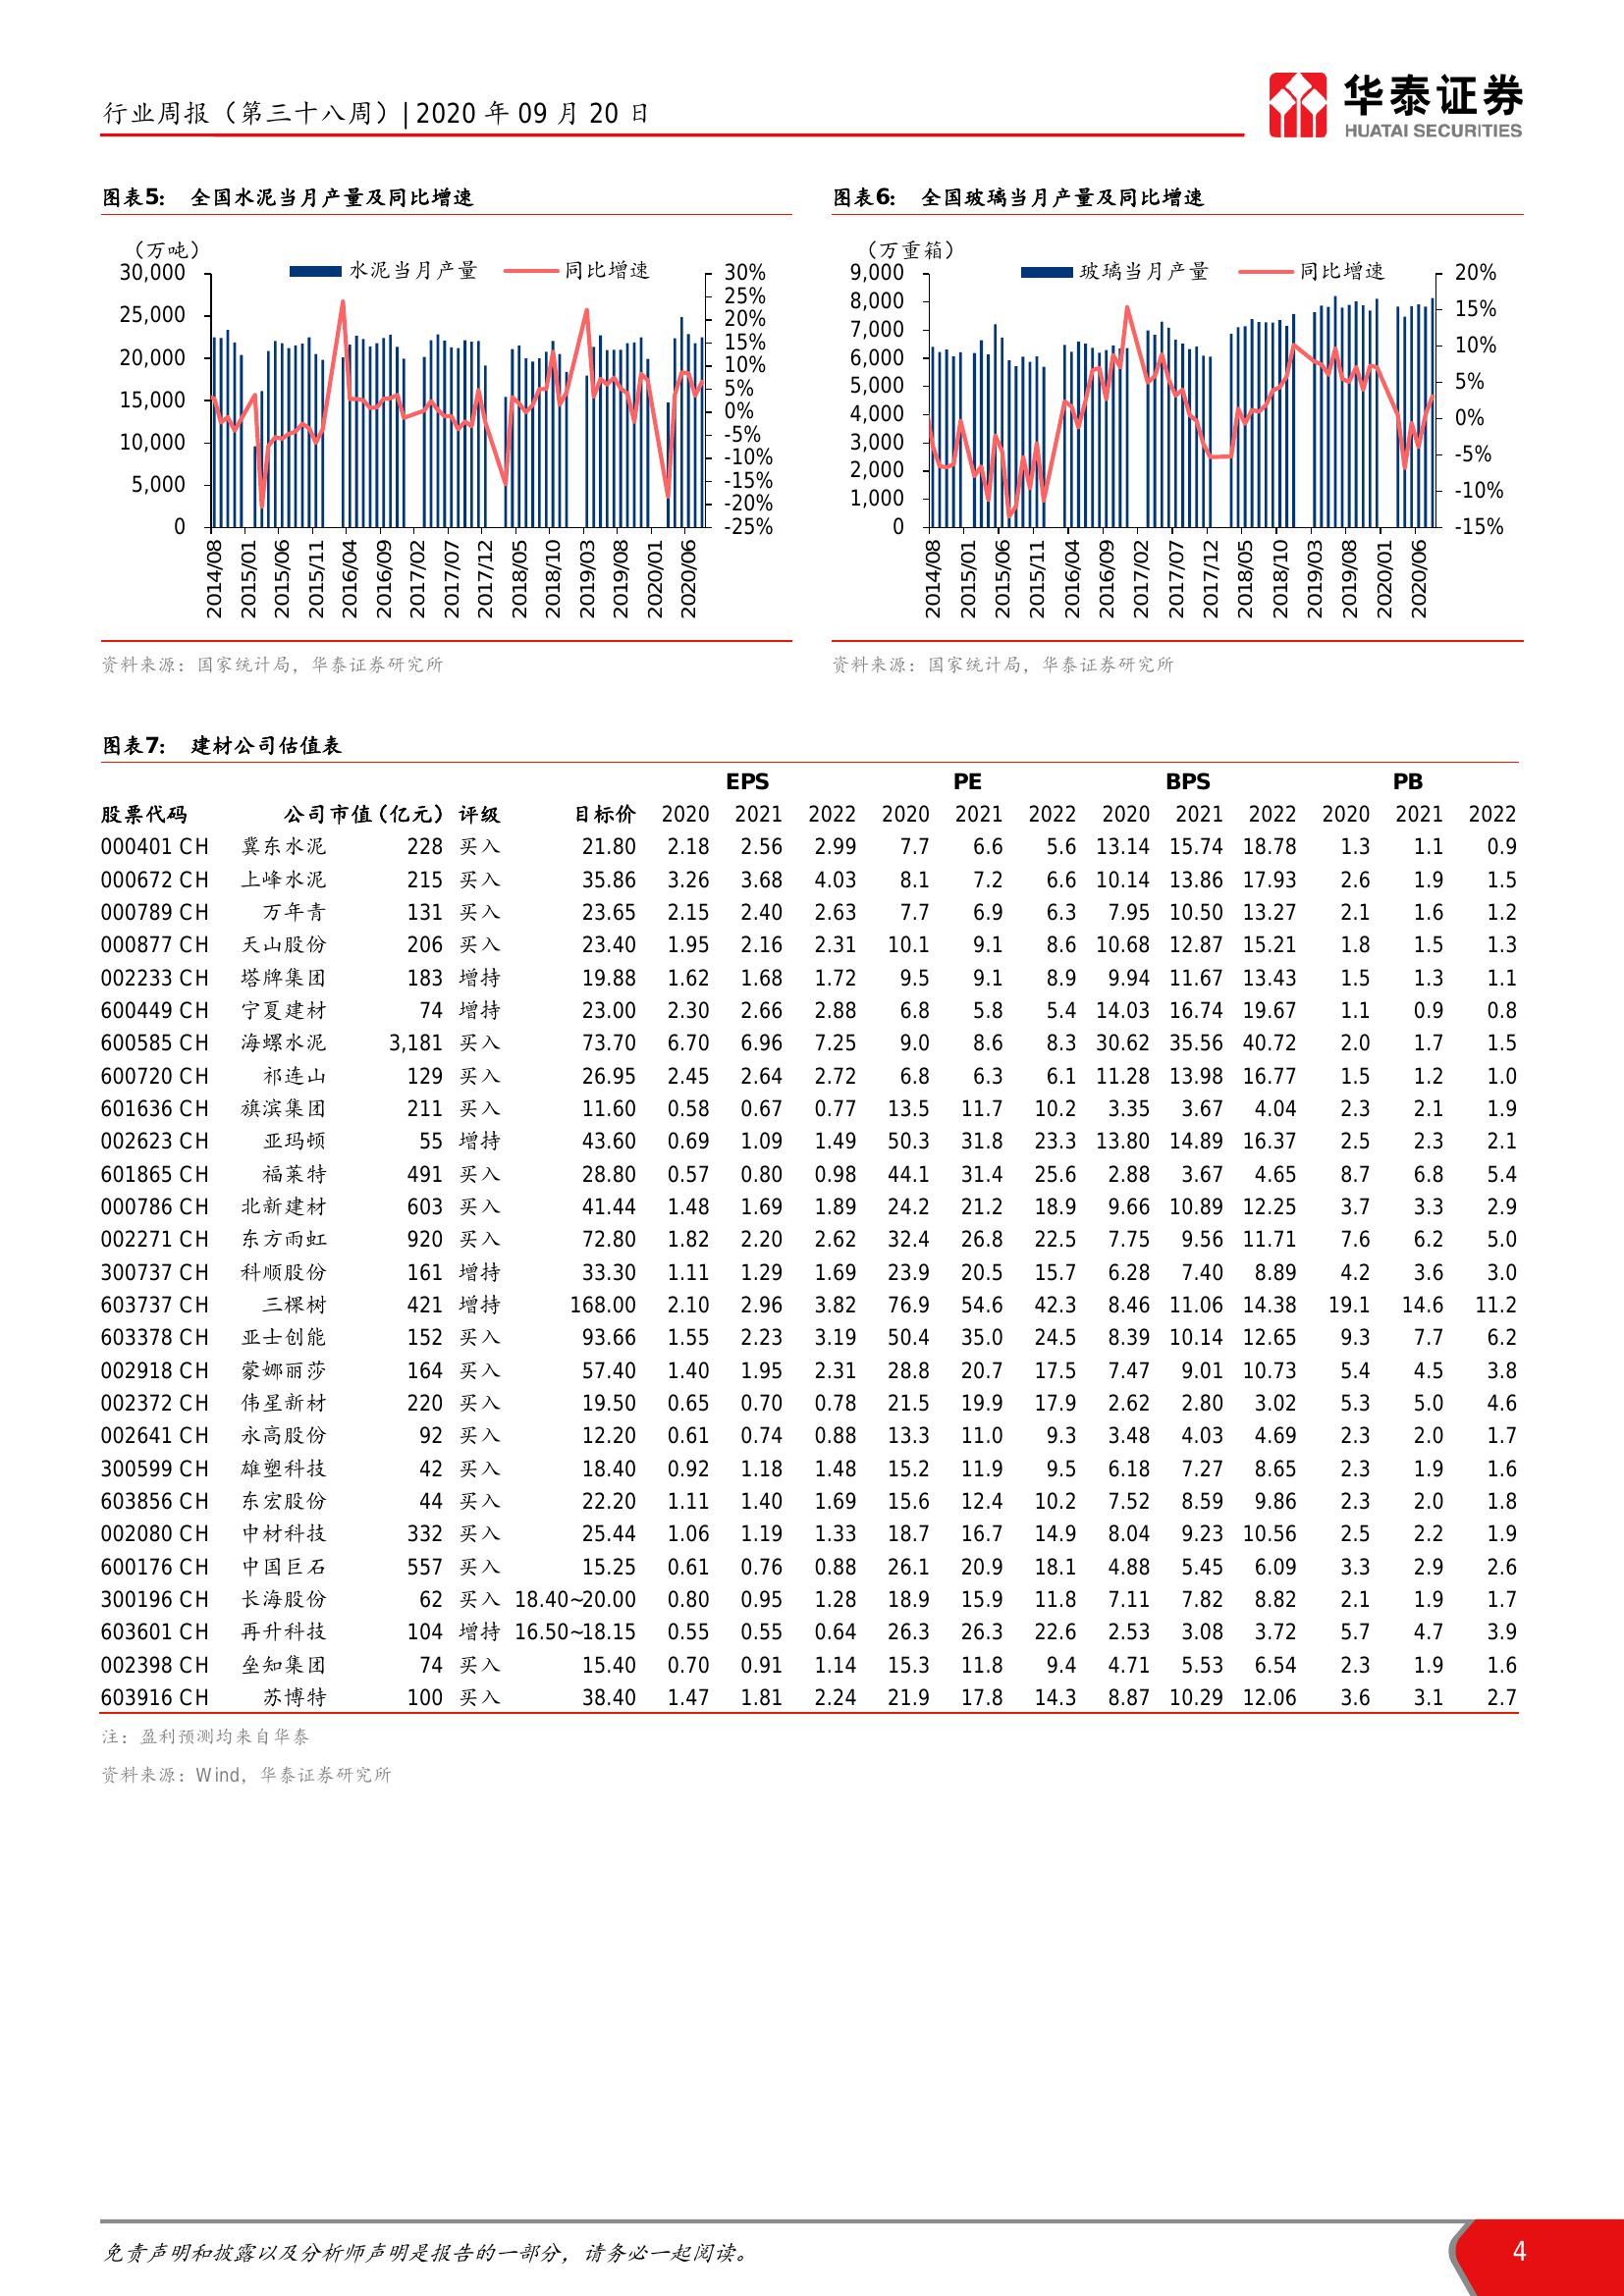 行业周报（第三十八周）|2020 年 09 月 20 日
华泰证券
HUATAI SECURITIES
图表5： 全国水泥当月产量及同比增速
（万吨）
水泥当月产量 同比增速
30,000
25,000
20,000
15,000
10,000
5,000
0
30%
25%
20%
15%
10%
5%
0%
-5%
-10%
-15%
-20%
-25%
2014/08
2015/01
2015/06
2015/11
2016/04
2016/09
2017/02
2017/07
2017/12
2018/05
2018/10
2019/03
2019/08
2020/01
2020/06
资料来源：国家统计局，华泰证券研究所
图表6： 全国玻璃当月产量及同比增速
（万重箱）
玻璃当月产量 同比增速
9,000
8,000
7,000
6,000
5,000
4,000
3,000
2,000
1,000
0
20%
15%
10%
5%
0%
-5%
-10%
-15%
2014/08
2015/01
2015/06
2015/11
2016/04
2016/09
2017/02
2017/07
2017/12
2018/05
2018/10
2019/03
2019/08
2020/01
2020/06
资料来源：国家统计局，华泰证券研究所
图表7： 建材公司估值表
EPS PE BPS PB
股票代码 公司 市值（亿元） 评级 目标价 2020 2021 2022 2020 2021 2022 2020 2021 2022 2020 2021 2022
000401 CH 冀东水泥 228 买入 21.80 2.18 2.56 2.99 7.7 6.6 5.6 13.14 15.74 18.78 1.3 1.1 0.9
000672 CH 上峰水泥 215 买入 35.86 3.26 3.68 4.03 8.1 7.2 6.6 10.14 13.86 17.93 2.6 1.9 1.5
000789 CH 万年青 131 买入 23.65 2.15 2.40 2.63 7.7 6.9 6.3 7.95 10.50 13.27 2.1 1.6 1.2
000877 CH 天山股份 206 买入 23.40 1.95 2.16 2.31 10.1 9.1 8.6 10.68 12.87 15.21 1.8 1.5 1.3
002233 CH 塔牌集团 183 增持 19.88 1.62 1.68 1.72 9.5 9.1 8.9 9.94 11.67 13.43 1.5 1.3 1.1
600449 CH 宁夏建材 74 增持 23.00 2.30 2.66 2.88 6.8 5.8 5.4 14.03 16.74 19.67 1.1 0.9 0.8
600585 CH 海螺水泥 3,181 买入 73.70 6.70 6.96 7.25 9.0 8.6 8.3 30.62 35.56 40.72 2.0 1.7 1.5
600720 CH 祁连山 129 买入 26.95 2.45 2.64 2.72 6.8 6.3 6.1 11.28 13.98 16.77 1.5 1.2 1.0
601636 CH 旗滨集团 211 买入 11.60 0.58 0.67 0.77 13.5 11.7 10.2 3.35 3.67 4.04 2.3 2.1 1.9
002623 CH 亚玛顿 55 增持 43.60 0.69 1.09 1.49 50.3 31.8 23.3 13.80 14.89 16.37 2.5 2.3 2.1
601865 CH 福莱特 491 买入 28.80 0.57 0.80 0.98 44.1 31.4 25.6 2.88 3.67 4.65 8.7 6.8 5.4
000786 CH 北新建材 603 买入 41.44 1.48 1.69 1.89 24.2 21.2 18.9 9.66 10.89 12.25 3.7 3.3 2.9
002271 CH 东方雨虹 920 买入 72.80 1.82 2.20 2.62 32.4 26.8 22.5 7.75 9.56 11.71 7.6 6.2 5.0
300737 CH 科顺股份 161 增持 33.30 1.11 1.29 1.69 23.9 20.5 15.7 6.28 7.40 8.89 4.2 3.6 3.0
603737 CH 三棵树 421 增持 168.00 2.10 2.96 3.82 76.9 54.6 42.3 8.46 11.06 14.38 19.1 14.6 11.2
603378 CH 亚士创能 152 买入 93.66 1.55 2.23 3.19 50.4 35.0 24.5 8.39 10.14 12.65 9.3 7.7 6.2
002918 CH 蒙娜丽莎 164 买入 57.40 1.40 1.95 2.31 28.8 20.7 17.5 7.47 9.01 10.73 5.4 4.5 3.8
002372 CH 伟星新材 220 买入 19.50 0.65 0.70 0.78 21.5 19.9 17.9 2.62 2.80 3.02 5.3 5.0 4.6
002641 CH 永高股份 92 买入 12.20 0.61 0.74 0.88 13.3 11.0 9.3 3.48 4.03 4.69 2.3 2.0 1.7
300599 CH 雄塑科技 42 买入 18.40 0.92 1.18 1.48 15.2 11.9 9.5 6.18 7.27 8.65 2.3 1.9 1.6
603856 CH 东宏股份 44 买入 22.20 1.11 1.40 1.69 15.6 12.4 10.2 7.52 8.59 9.86 2.3 2.0 1.8
002080 CH 中材科技 332 买入 25.44 1.06 1.19 1.33 18.7 16.7 14.9 8.04 9.23 10.56 2.5 2.2 1.9
600176 CH 中国巨石 557 买入 15.25 0.61 0.76 0.88 26.1 20.9 18.1 4.88 5.45 6.09 3.3 2.9 2.6
300196 CH 长海股份 62 买入 18.40~20.00 0.80 0.95 1.28 18.9 15.9 11.8 7.11 7.82 8.82 2.1 1.9 1.7
603601 CH 再升科技 104 增持 16.50~18.15 0.55 0.55 0.64 26.3 26.3 22.6 2.53 3.08 3.72 5.7 4.7 3.9
002398 CH 垒知集团 74 买入 15.40 0.70 0.91 1.14 15.3 11.8 9.4 4.71 5.53 6.54 2.3 1.9 1.6
603916 CH 苏博特 100 买入 38.40 1.47 1.81 2.24 21.9 17.8 14.3 8.87 10.29 12.06 3.6 3.1 2.7
注：盈利预测均来自华泰
资料来源：Wind，华泰证券研究所
免责声明和披露以及分析师声明是报告的一部分，请务必一起阅读。
4